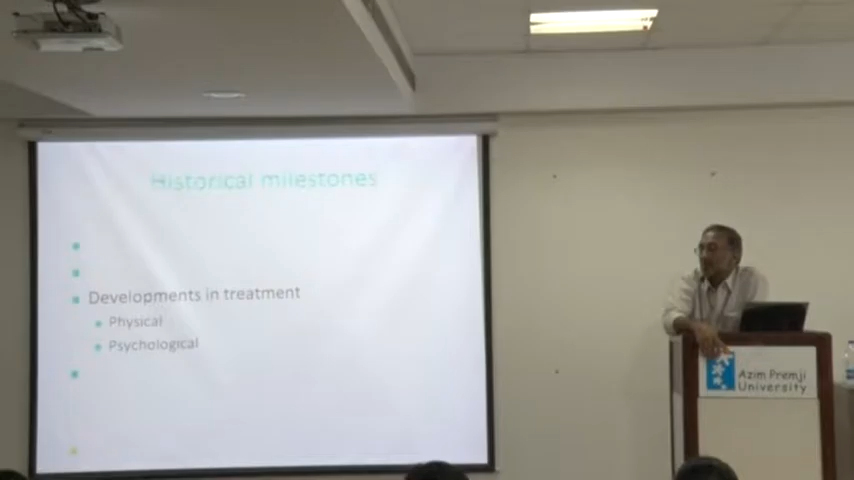 Historical milestones
Developments in treatment
Physical
Psychological
Azim Premji
University